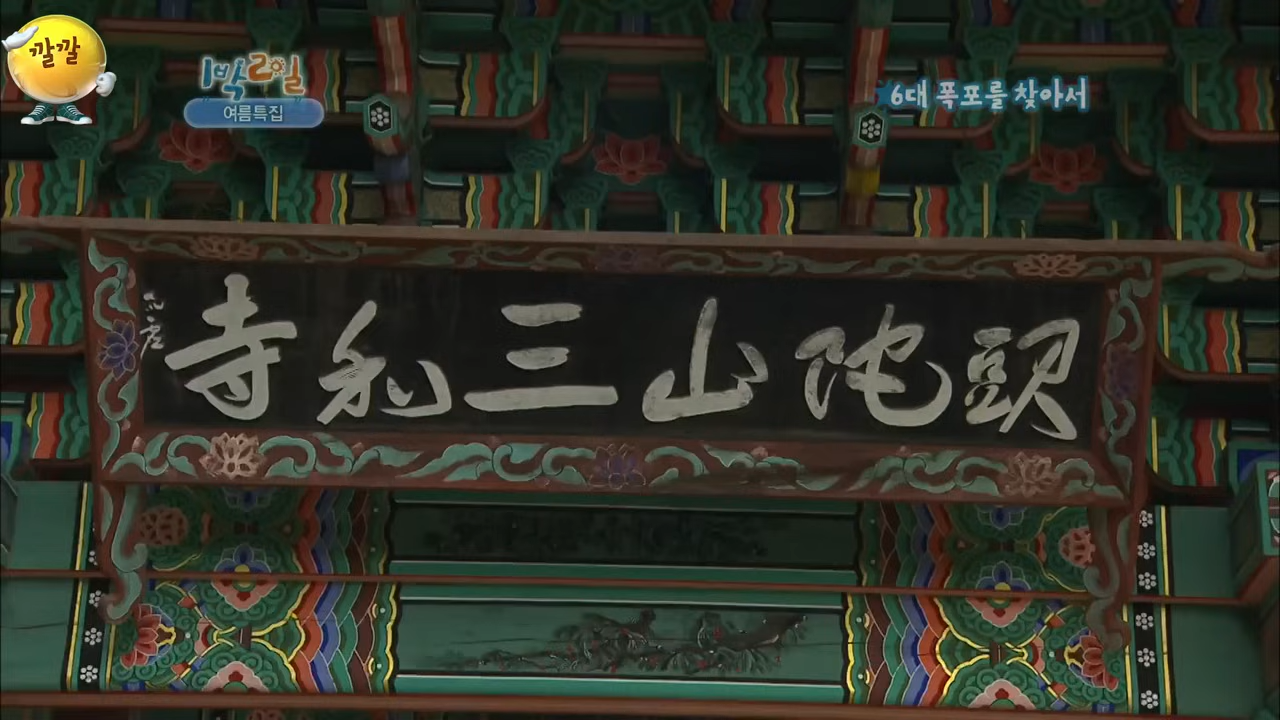 깔깔
1박2일
여름특집
6대 폭포를 찾아서
頭陀山三和寺